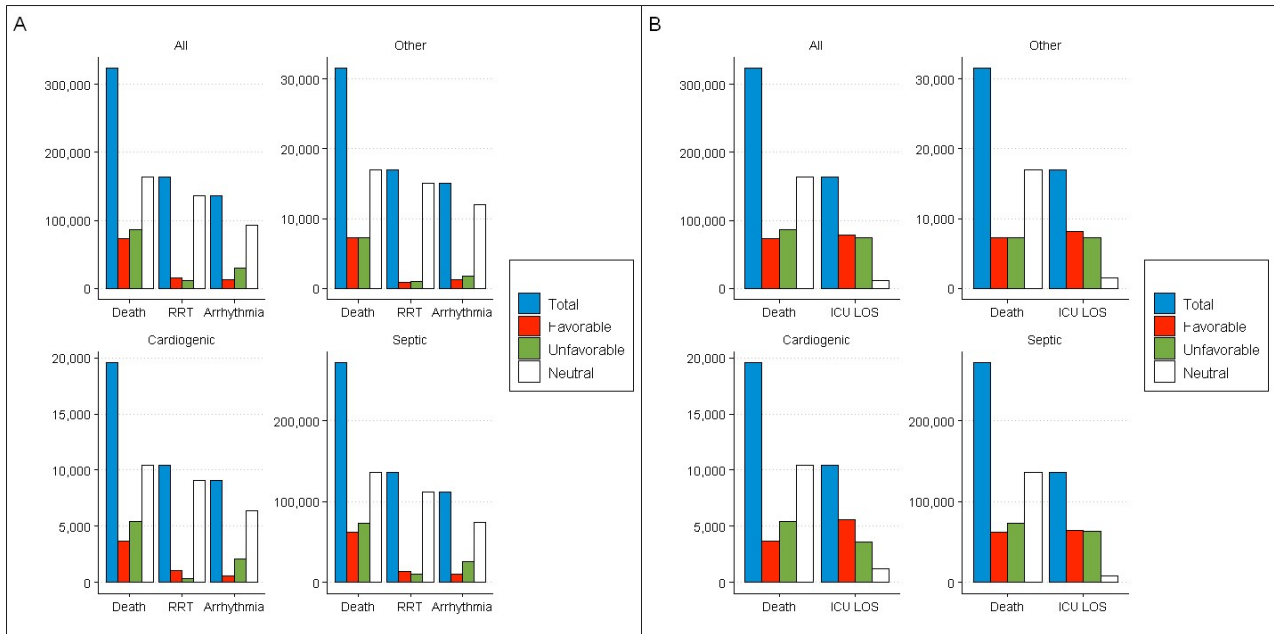 A
All
300,000
200,000
100,000
0
Death RRT Arrhythmia
Other
30,000
20,000
10,000
0
Death RRT Arrhythmia
Cardiogenic
20,000
15,000
10,000
5,000
0
Death RRT Arrhythmia
Septic
200,000
100,000
0
Death RRT Arrhythmia
Total
Favorable
Unfavorable
Neutral
B
All
300,000
200,000
100,000
0
Death ICU LOS
Other
30,000
20,000
10,000
0
Death ICU LOS
Cardiogenic
20,000
15,000
10,000
5,000
0
Death ICU LOS
Septic
200,000
100,000
0
Death ICU LOS
Total
Favorable
Unfavorable
Neutral